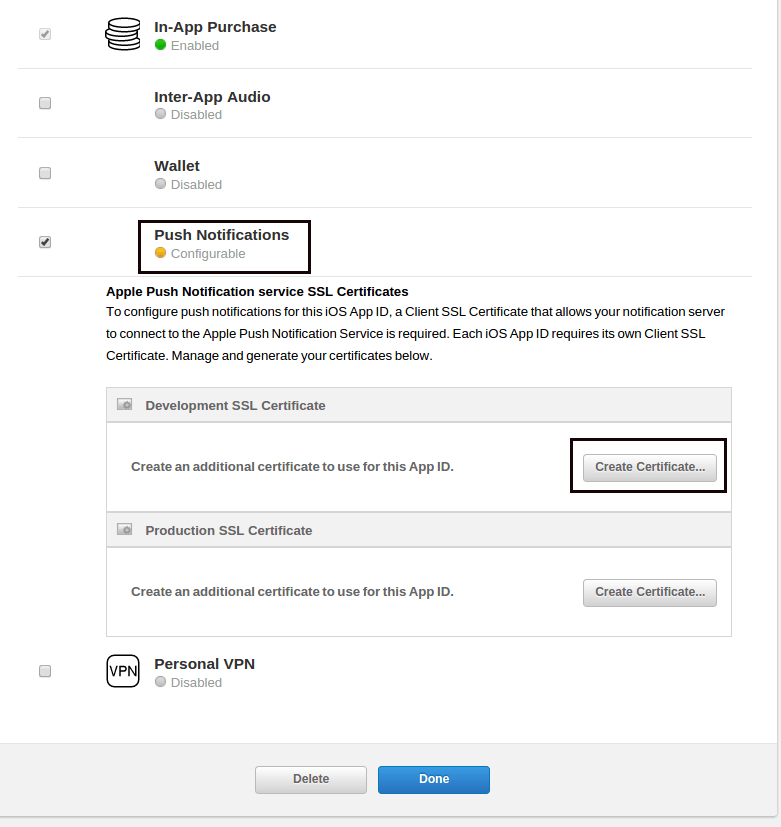 In-App Purchase
Enabled
Inter-App Audio
Disabled
Wallet
Disabled
Push Notifications
Configurable
Apple Push Notification service SSL Certificates
To configure push notifications for this iOS App ID, a Client SSL Certificate that allows your notification server
to connect to the Apple Push Notification Service is required. Each iOS App ID requires its own Client SSL
Certificate. Manage and generate your certificates below.
Development SSL Certificate
Create an additional certificate to use for this App ID.
Create Certificate...
Production SSL Certificate
Create an additional certificate to use for this App ID.
Create Certificate...
VPN
Personal VPN
Disabled
Delete
Done